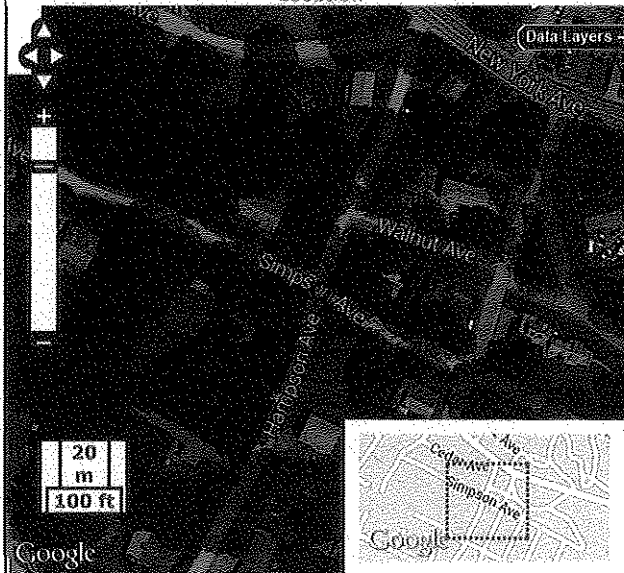 Data Layers
New York Ave
Walnut Ave
Simpson Ave
Hampson Ave
20
m
100 ft
Google
Ave
Cedar Ave
Simpson Ave
Google